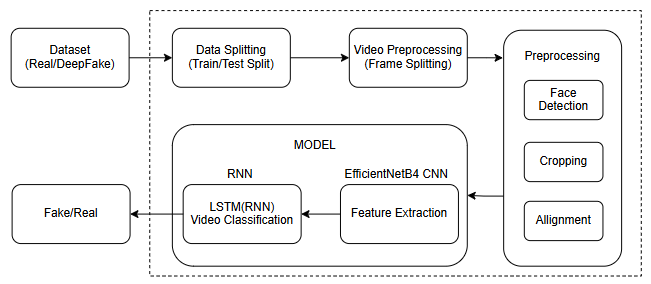 Dataset
(Real/DeepFake)
Data Splitting
(Train/Test Split)
Video Preprocessing
(Frame Splitting)
Preprocessing
Face
Detection
Cropping
Allignment
MODEL
EfficientNetB4 CNN
Feature Extraction
RNN
LSTM(RNN)
Video Classification
Fake/Real